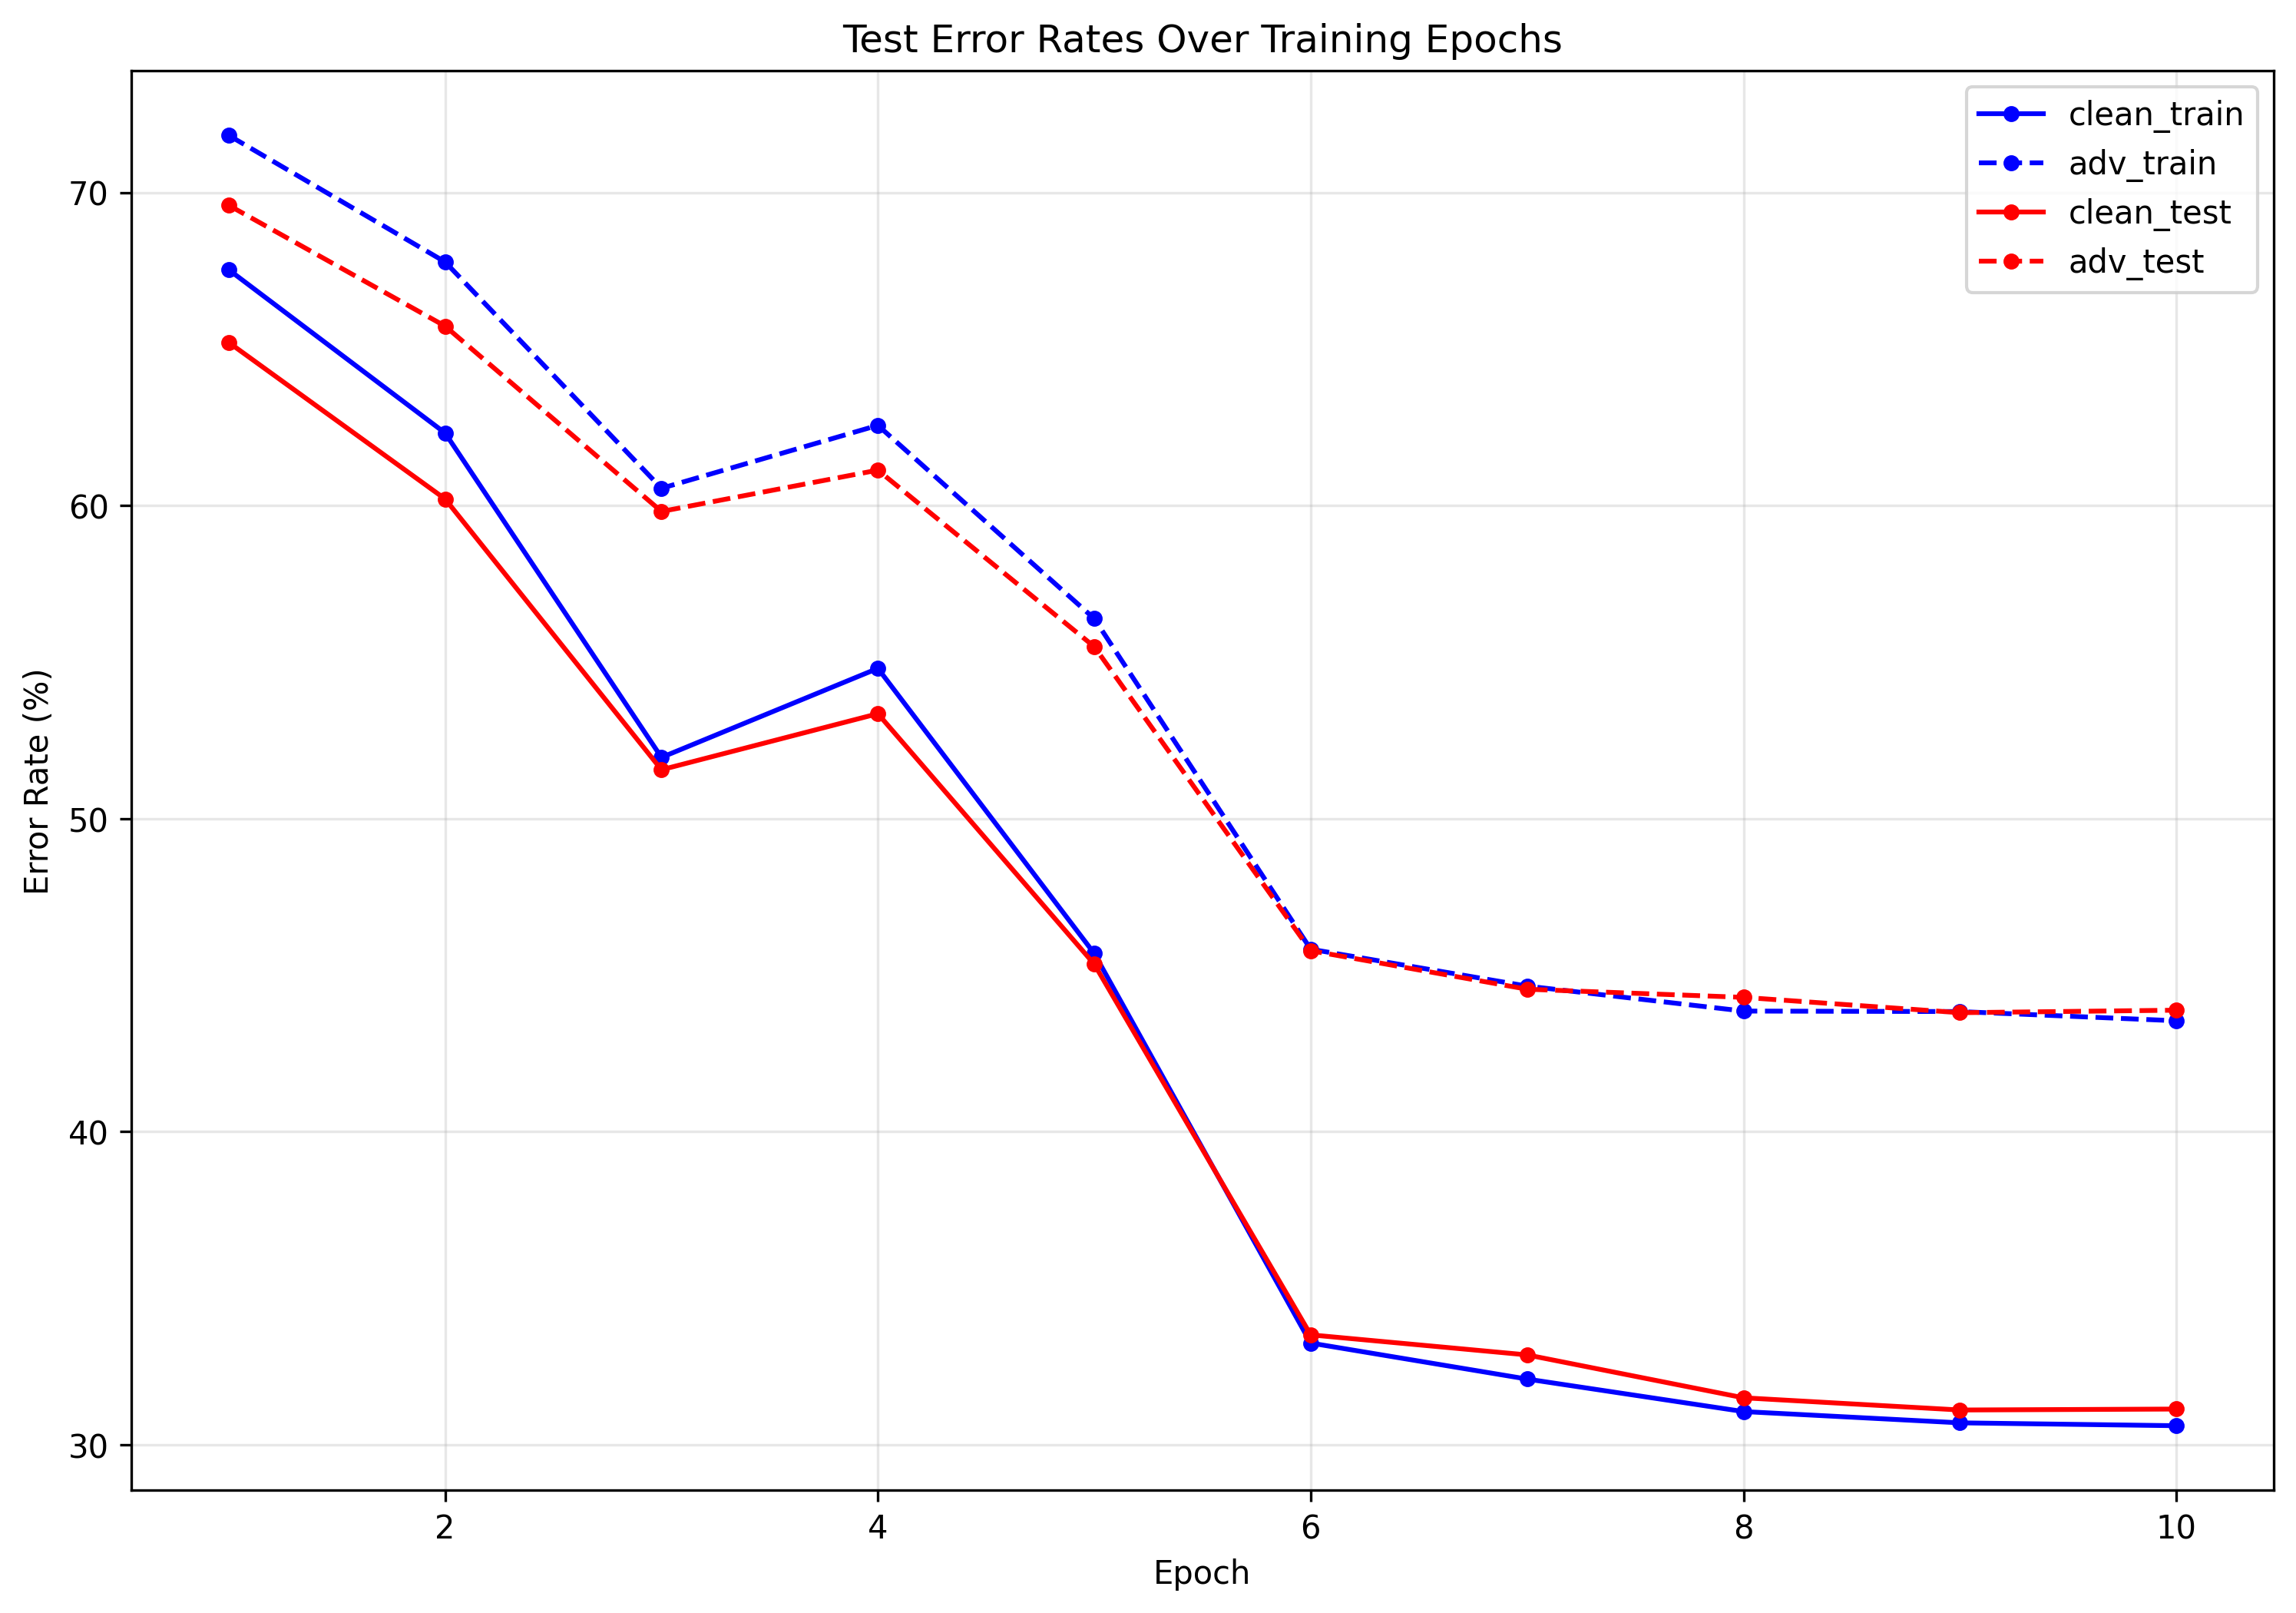 Test Error Rates Over Training Epochs
clean_train
adv_train
clean_test
adv_test
70
60
50
40
30
Error Rate (%)
2 4 6 8 10
Epoch